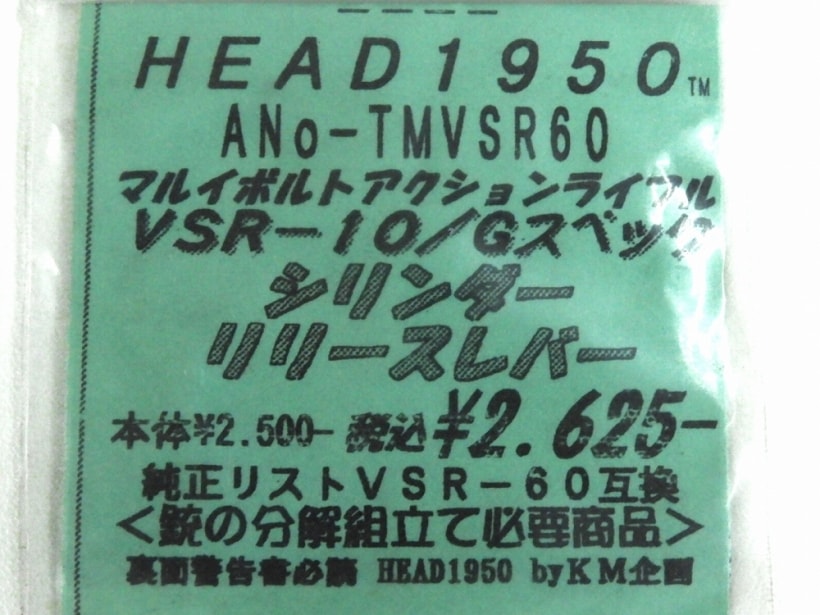 HEAD1950™
ANo-TMVSR60
マルイボルトアクションライフル
VSR-10/Gスペック
シリンダー
リリースレバー
本体¥2.500- 税込¥2.625-
純正リストVSR-60互換
<銃の分解組立て必要商品>
裏面警告書必読 HEAD1950 byKM企画